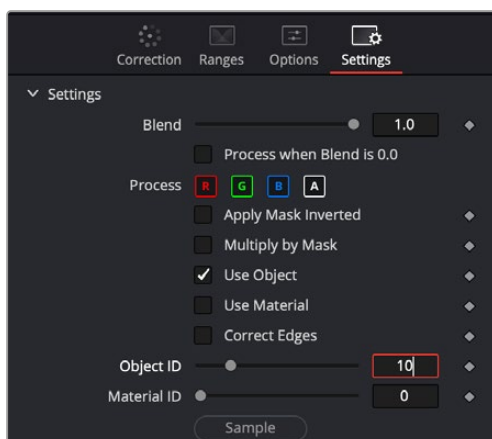 Correction Ranges Options Settings
Settings
Blend 1.0
Process when Blend is 0.0
Process R G B A
Apply Mask Inverted
Multiply by Mask
Use Object
Use Material
Correct Edges
Object ID 10
Material ID 0
Sample